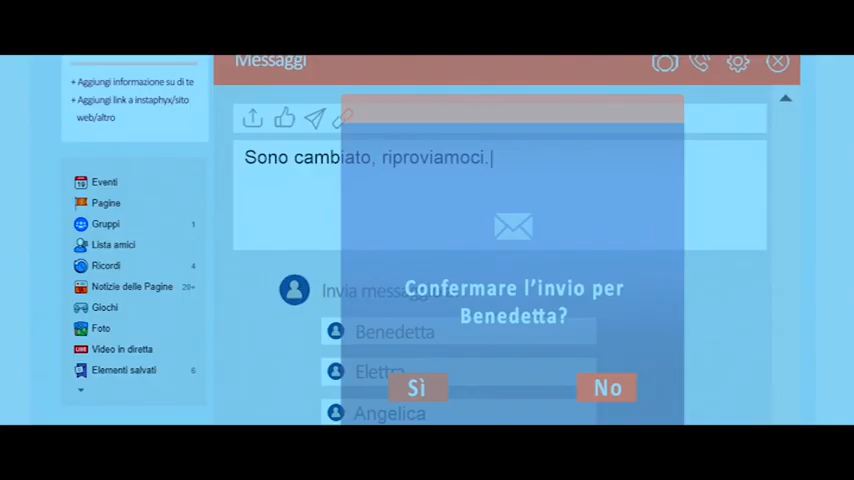 Messaggi
+ Aggiungi informazione su di te
+ Aggiungi link a instaphyx/sito
web/altro
Eventi
Pagine
Gruppi 1
Lista amici
Ricordi 4
Notizie delle Pagine 20+
Giochi
Foto
Video in diretta
Elementi salvati 6
Sono cambiato, riproviamoci.
Invia messaggio
Benedetta
Elettra
Angelica
Confermare l'invio per
Benedetta?
Sì
No